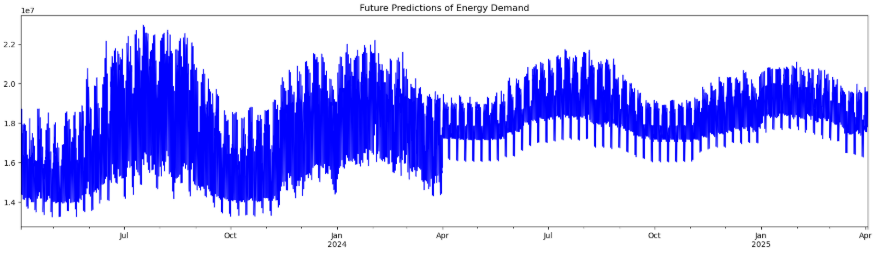 Future Predictions of Energy Demand
1e7
2.2
2.0
1.8
1.6
1.4
Jul Oct Jan Apr Jul Oct Jan Apr
2024 2025